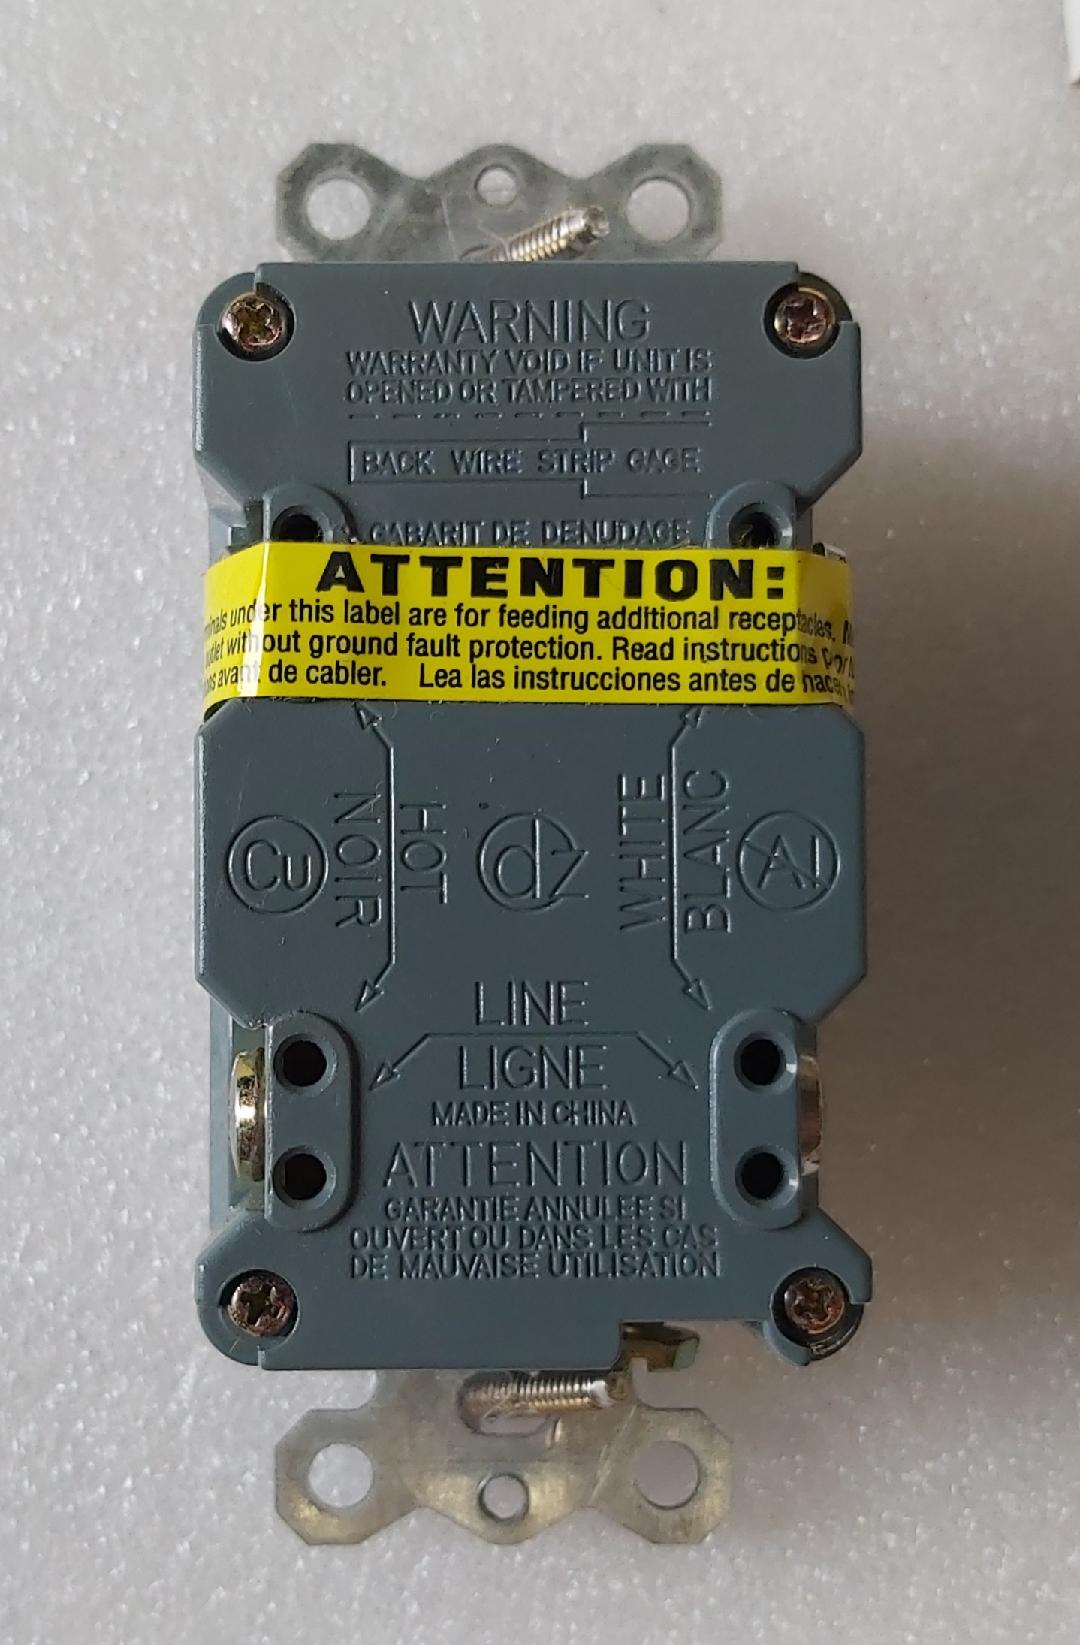 WARNING
WARRANTY VOID IF UNIT IS
OPENED OR TAMPERED WITH
BACK WIRE STRIP GAGE
GABARIT DE DENUDAGE
ATTENTION:
under this label are for feeding additional receptacles.
outlet without ground fault protection. Read instructions
avant de cabler. Lea las instrucciones antes de hacer
Cu
NOIR
HOT
WHITE
BLANC
Al
LINE
LIGNE
MADE IN CHINA
ATTENTION
GARANTIE ANNULEE SI
OUVERT OU DANS LES CAS
DE MAUVAISE UTILISATION